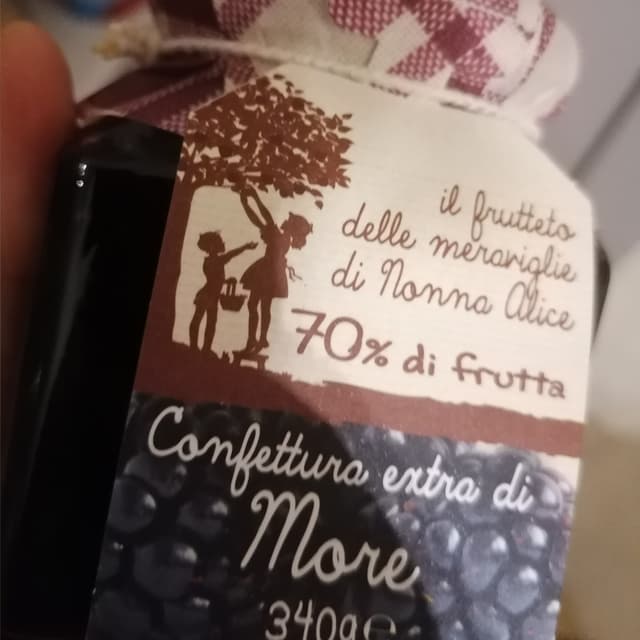 il frutteto
delle meraviglie
di Nonna Alice
70% di frutta
Confettura extra di
More
340g e